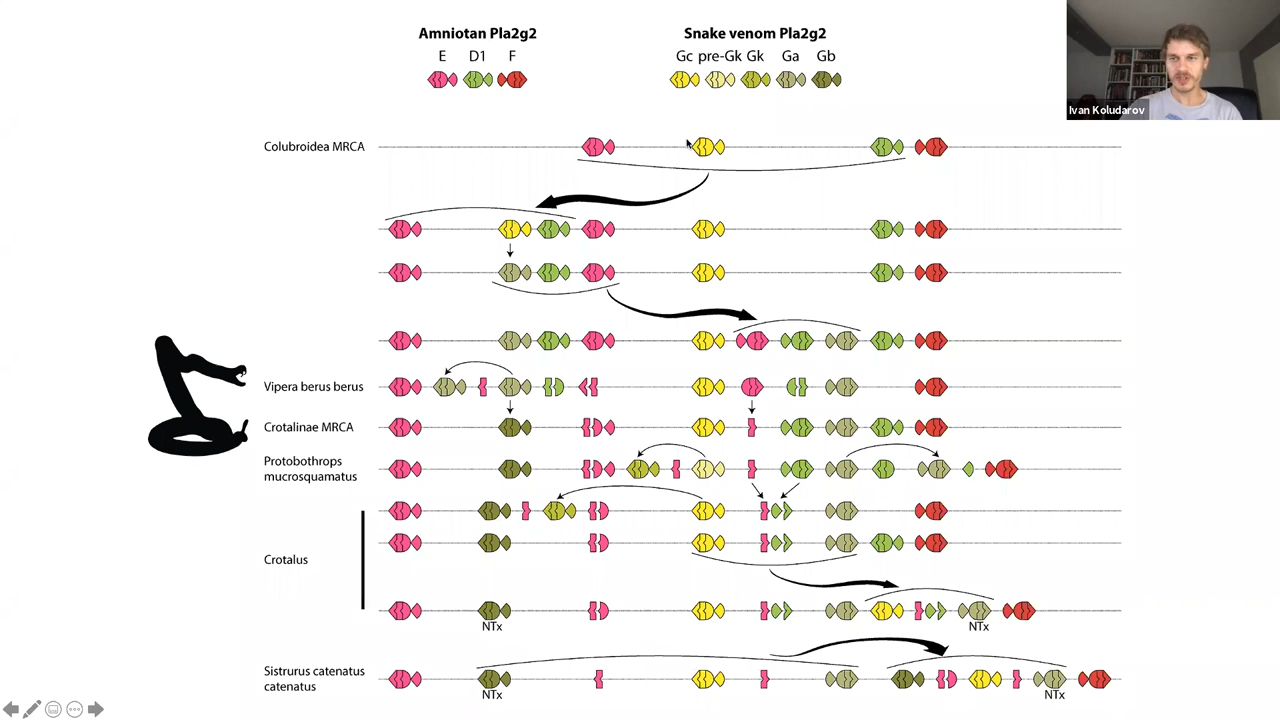 Amniotan Pla2g2
E D1 F
Snake venom Pla2g2
Gc pre-Gk Gk Ga Gb
Ivan Koludarov
Colubroidea MRCA
Vipera berus berus
Crotalinae MRCA
Protobothrops
mucrosquamatus
Crotalus
NTx NTx
Sistrurus catenatus
catenatus
NTx NTx